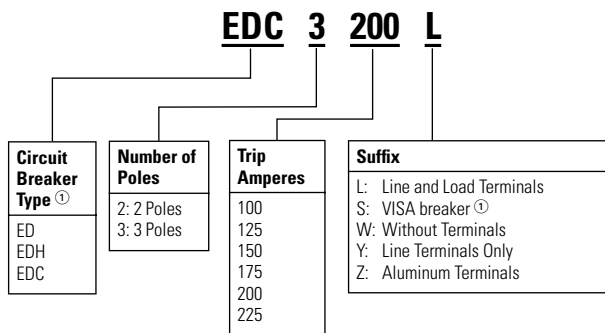 EDC 3 200 L
Circuit
Breaker
Type ①
ED
EDH
EDC
Number of
Poles
2: 2 Poles
3: 3 Poles
Trip
Amperes
100
125
150
175
200
225
Suffix
L: Line and Load Terminals
S: VISA breaker ①
W: Without Terminals
Y: Line Terminals Only
Z: Aluminum Terminals